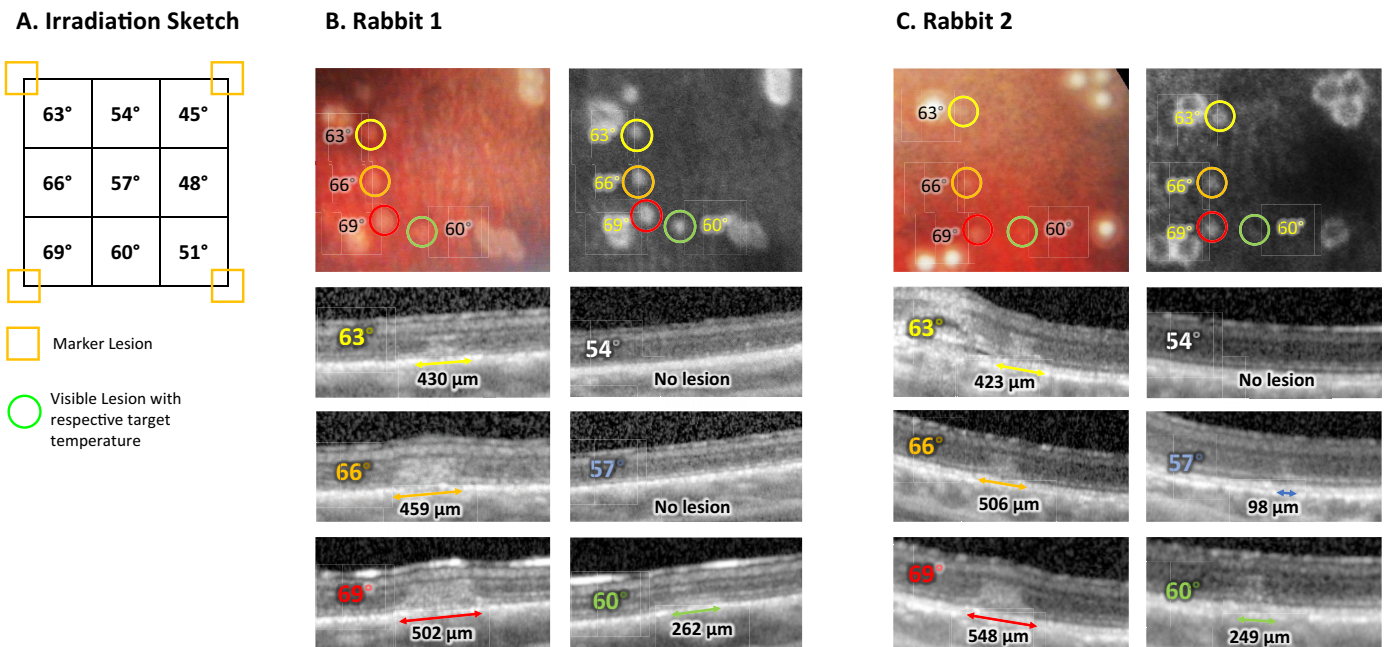 A. Irradiation Sketch
63° 54° 45°
66° 57° 48°
69° 60° 51°
Marker Lesion
Visible Lesion with
respective target
temperature
B. Rabbit 1
63°
66°
69°
60°
63°
66°
69°
60°
63°
430 µm
54°
No lesion
66°
459 µm
57°
No lesion
69°
502 µm
60°
262 µm
C. Rabbit 2
63°
66°
69°
60°
63°
66°
69°
60°
63°
423 µm
54°
No lesion
66°
506 µm
57°
98 µm
69°
548 µm
60°
249 µm